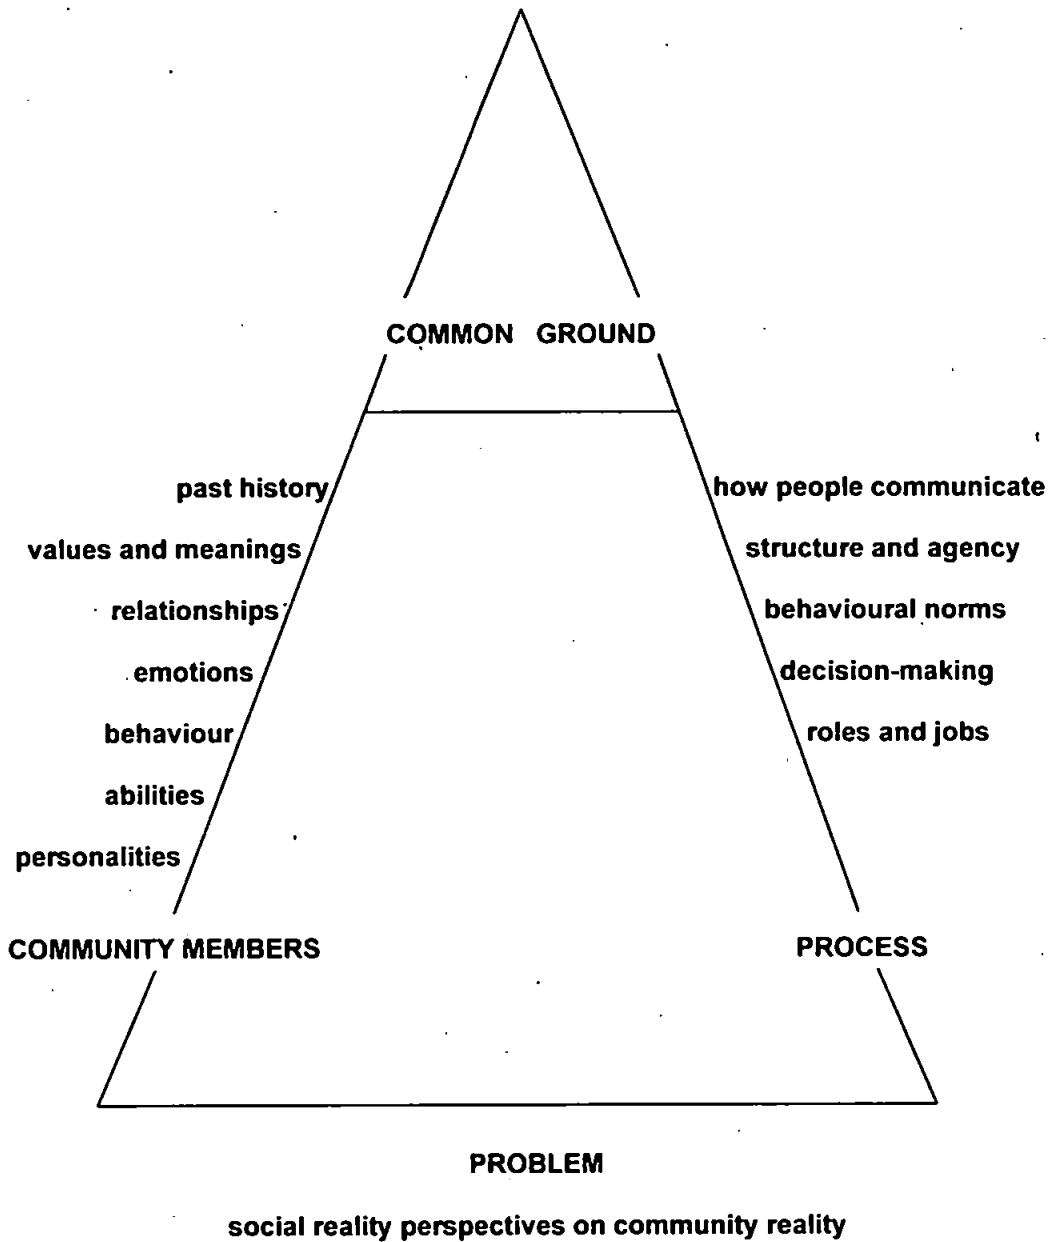 COMMON GROUND
past history
how people communicate
values and meanings
structure and agency
relationships
behavioural norms
emotions
decision-making
behaviour
roles and jobs
abilities
personalities
COMMUNITY MEMBERS
PROCESS
PROBLEM
social reality perspectives on community reality